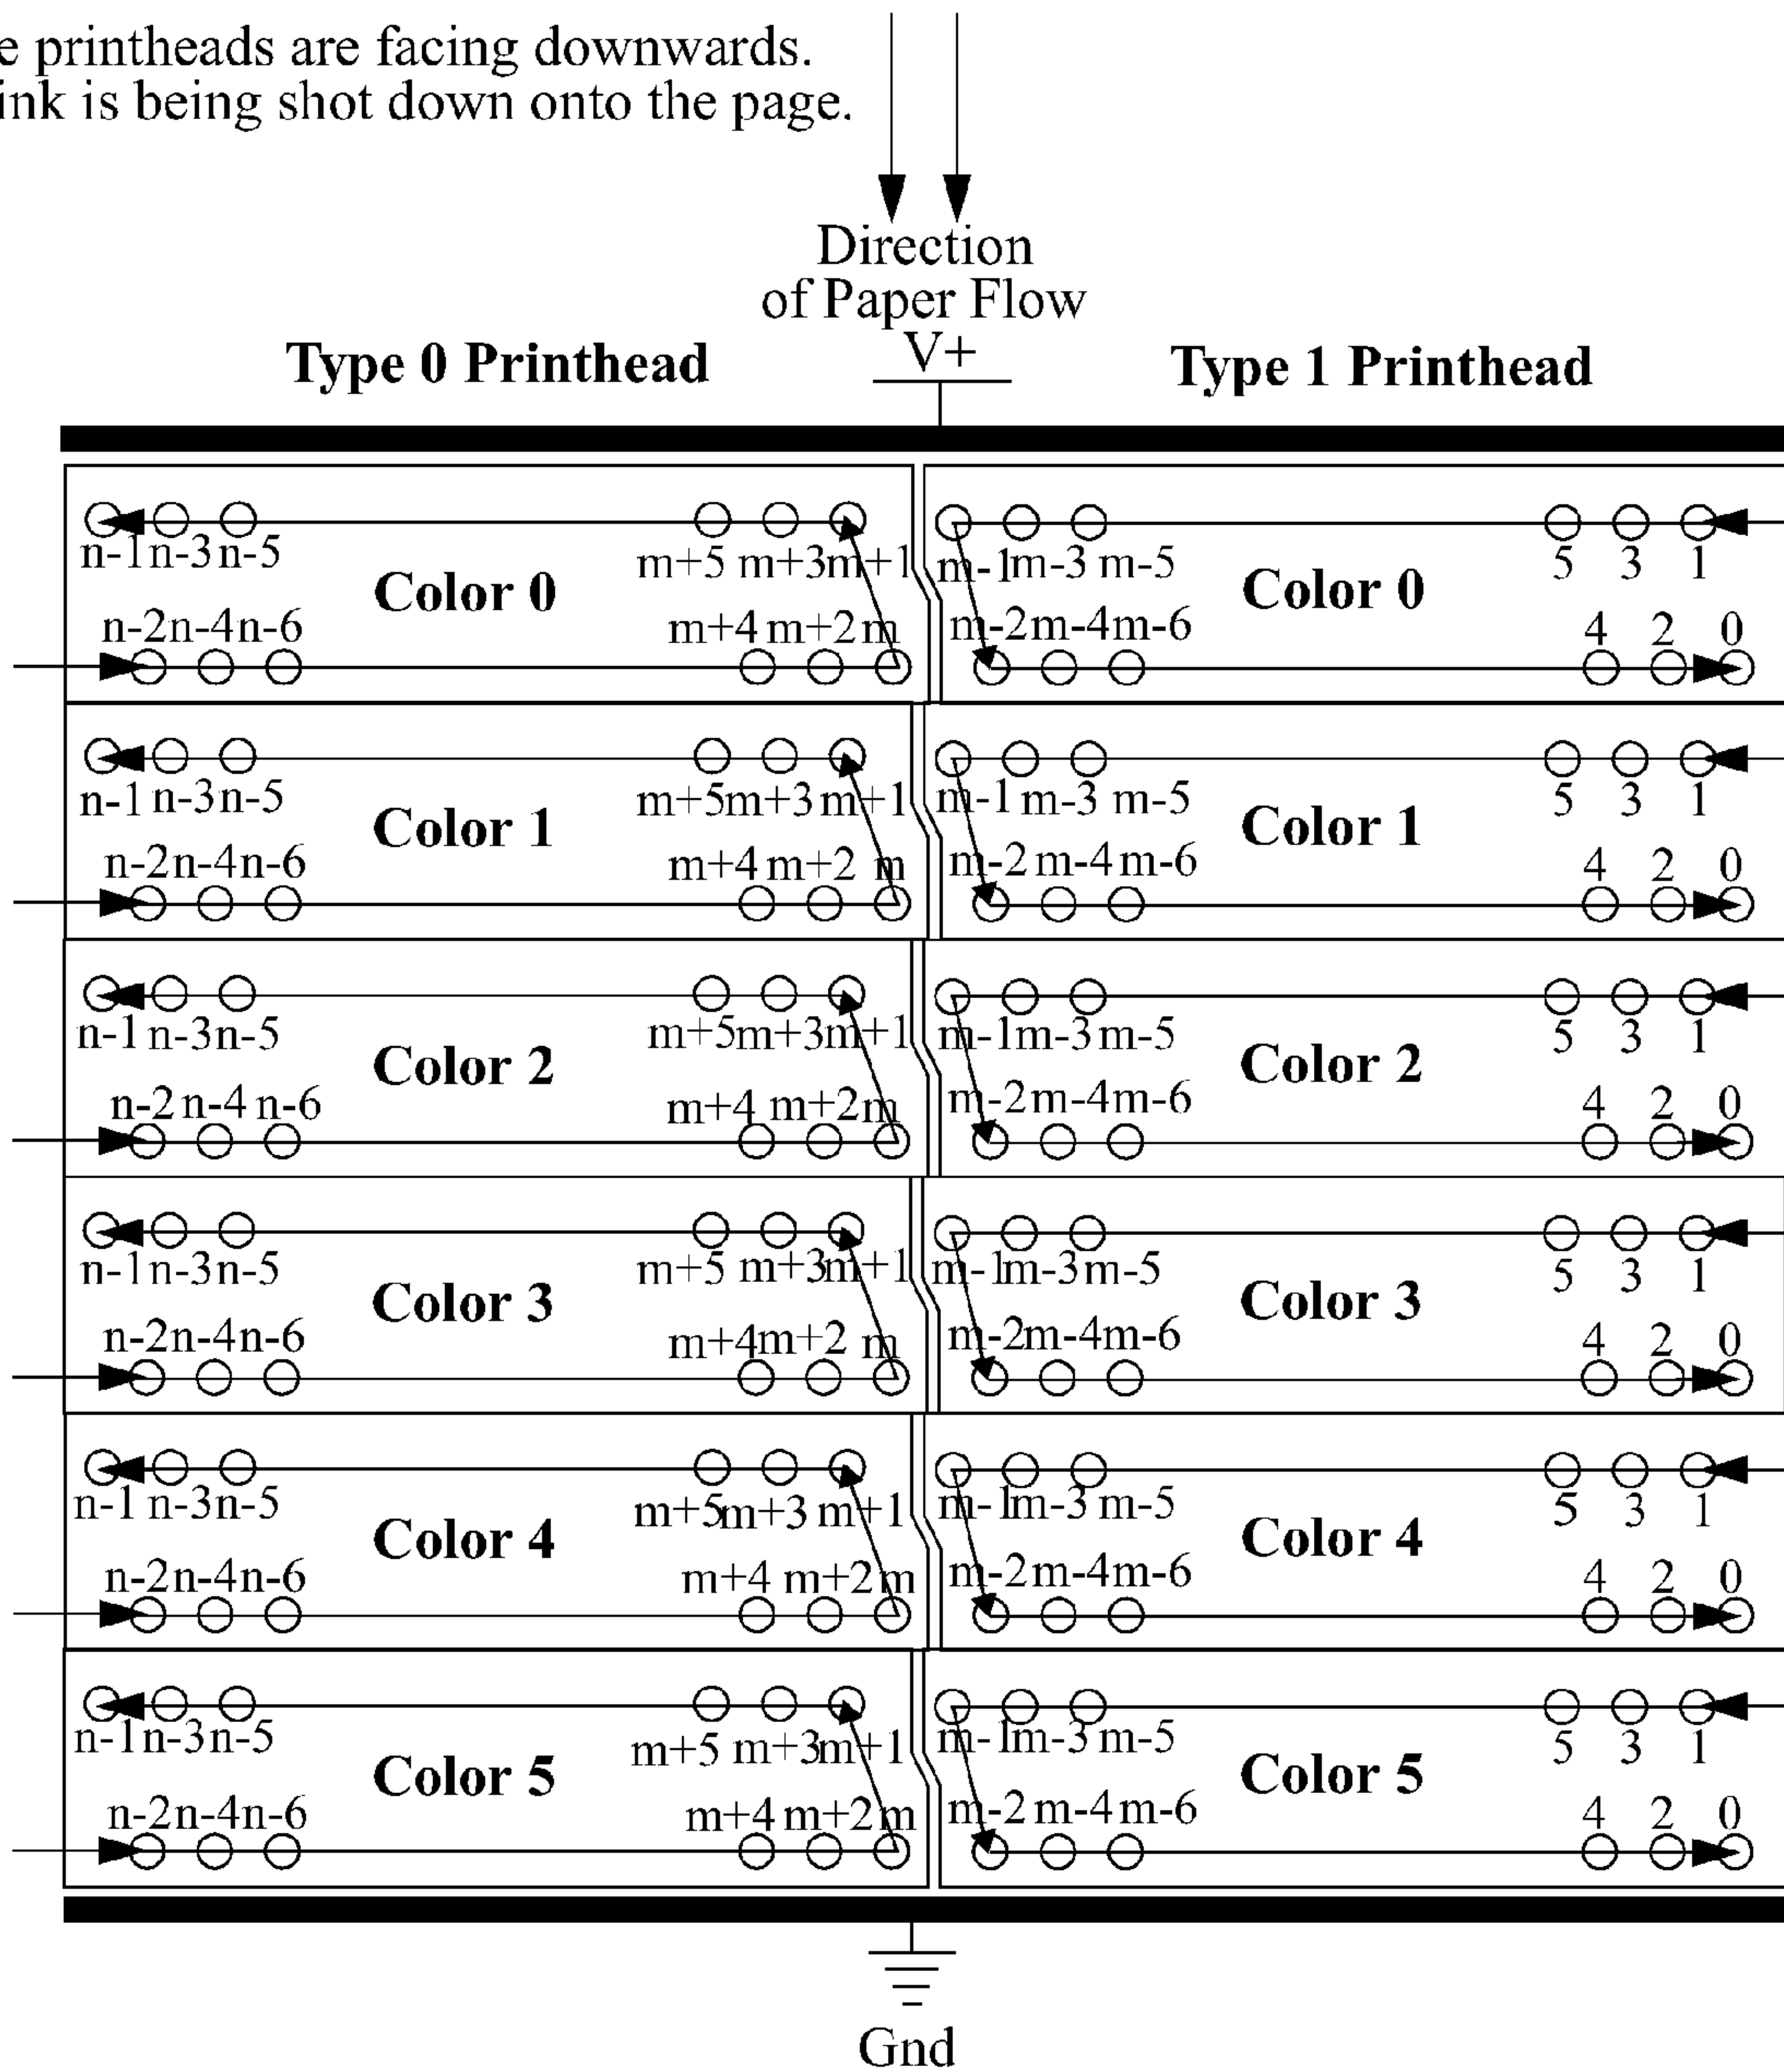 e printheads are facing downwards.
ink is being shot down onto the page.
Direction
of Paper Flow
V+
Type 0 Printhead Type 1 Printhead
n-1 n-3 n-5 m+5 m+3 m+1 m-1 m-3 m-5 5 3 1
Color 0 Color 0
n-2 n-4 n-6 m+4 m+2 m m-2 m-4 m-6 4 2 0
n-1 n-3 n-5 m+5 m+3 m+1 m-1 m-3 m-5 5 3 1
Color 1 Color 1
n-2 n-4 n-6 m+4 m+2 m m-2 m-4 m-6 4 2 0
n-1 n-3 n-5 m+5 m+3 m+1 m-1 m-3 m-5 5 3 1
Color 2 Color 2
n-2 n-4 n-6 m+4 m+2 m m-2 m-4 m-6 4 2 0
n-1 n-3 n-5 m+5 m+3 m+1 m-1 m-3 m-5 5 3 1
Color 3 Color 3
n-2 n-4 n-6 m+4 m+2 m m-2 m-4 m-6 4 2 0
n-1 n-3 n-5 m+5 m+3 m+1 m-1 m-3 m-5 5 3 1
Color 4 Color 4
n-2 n-4 n-6 m+4 m+2 m m-2 m-4 m-6 4 2 0
n-1 n-3 n-5 m+5 m+3 m+1 m-1 m-3 m-5 5 3 1
Color 5 Color 5
n-2 n-4 n-6 m+4 m+2 m m-2 m-4 m-6 4 2 0
Gnd